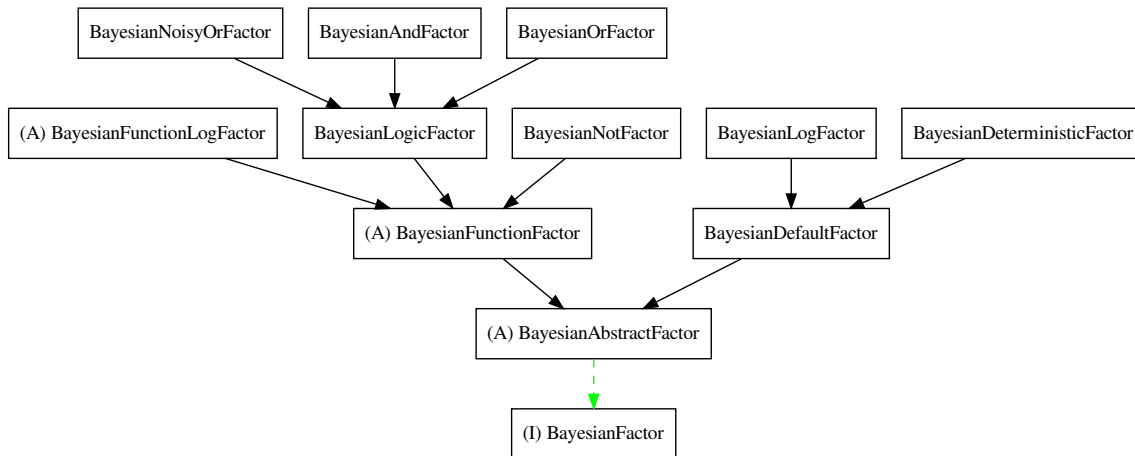 BayesianNoisyOrFactor
BayesianAndFactor
BayesianOrFactor
(A) BayesianFunctionLogFactor
BayesianLogicFactor
BayesianNotFactor
BayesianLogFactor
BayesianDeterministicFactor
(A) BayesianFunctionFactor
BayesianDefaultFactor
(A) BayesianAbstractFactor
(I) BayesianFactor